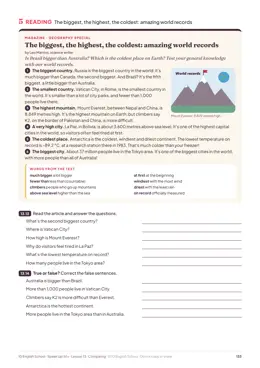 5 READING The biggest, the highest, the coldest: amazing world records
MAGAZINE · GEOGRAPHY SPECIAL
The biggest, the highest, the coldest: amazing world records
Is Brazil bigger than Australia? Which is the coldest place on Earth? Test your general knowledge
with our world records.
1 The biggest country. Russia is the biggest country in the world. It's
much bigger than Canada, the second biggest. And Brazil? It's the fifth
biggest, a little bigger than Australia.
2 The smallest country. Vatican City, in Rome, is the smallest country in
the world. It's smaller than a lot of city parks, and fewer than 1,000
people live there.
3 The highest mountain. Mount Everest, between Nepal and China, is
8,849 metres high. It's the highest mountain on Earth, but climbers say
K2, on the border of Pakistan and China, is more difficult.
4 A very high city. La Paz, in Bolivia, is about 3,600 metres above sea level. It's one of the highest capital
cities in the world, so visitors often feel tired at first.
5 The coldest place. Antarctica is the coldest, windiest and driest continent. The lowest temperature on
record is -89.2°C, at a research station there in 1983. That's much colder than your freezer!
6 The biggest city. About 37 million people live in the Tokyo area. It's one of the biggest cities in the world,
with more people than all of Australia!
World records
WORDS FROM THE TEXT
much bigger a lot bigger
fewer than less than (countable)
climbers people who go up mountains
above sea level higher than the sea
at first at the beginning
windiest with the most wind
driest with the least rain
on record officially measured
Read the article and answer the questions.
What's the second biggest country?
Where is Vatican City?
How high is Mount Everest?
Why do visitors feel tired in La Paz?
What's the lowest temperature on record?
How many people live in the Tokyo area?
True or false? Correct the false sentences.
Australia is bigger than Brazil.
More than 1,000 people live in Vatican City.
Climbers say K2 is more difficult than Everest.
Antarctica is the hottest continent.
More people live in the Tokyo area than in Australia.